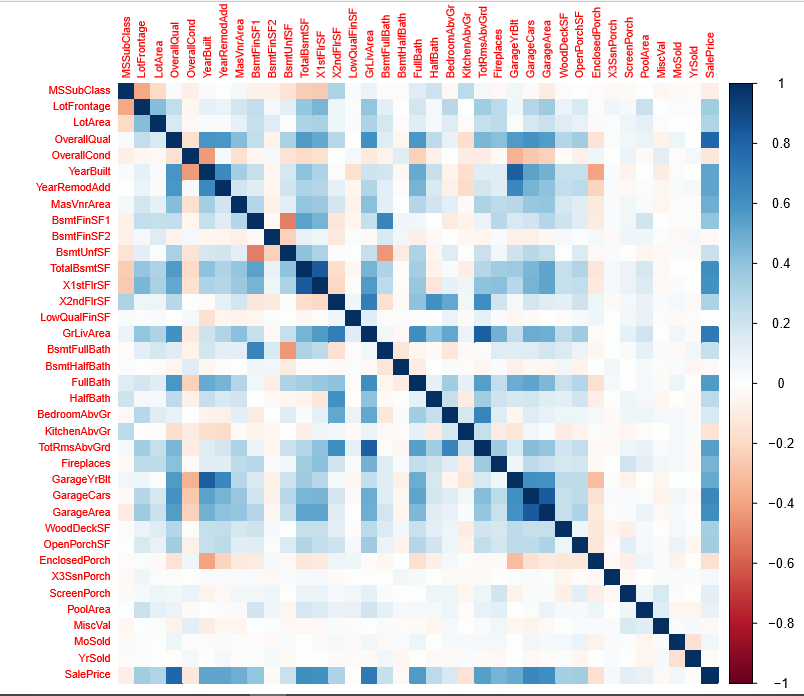 MSSubClass
LotFrontage
LotArea
OverallQual
OverallCond
YearBuilt
YearRemodAdd
MasVnrArea
BsmtFinSF1
BsmtFinSF2
BsmtUnfSF
TotalBsmtSF
X1stFlrSF
X2ndFlrSF
LowQualFinSF
GrLivArea
BsmtFullBath
BsmtHalfBath
FullBath
HalfBath
BedroomAbvGr
KitchenAbvGr
TotRmsAbvGrd
Fireplaces
GarageYrBlt
GarageCars
GarageArea
WoodDeckSF
OpenPorchSF
EnclosedPorch
X3SsnPorch
ScreenPorch
PoolArea
MiscVal
MoSold
YrSold
SalePrice
MSSubClass
LotFrontage
LotArea
OverallQual
OverallCond
YearBuilt
YearRemodAdd
MasVnrArea
BsmtFinSF1
BsmtFinSF2
BsmtUnfSF
TotalBsmtSF
X1stFlrSF
X2ndFlrSF
LowQualFinSF
GrLivArea
BsmtFullBath
BsmtHalfBath
FullBath
HalfBath
BedroomAbvGr
KitchenAbvGr
TotRmsAbvGrd
Fireplaces
GarageYrBlt
GarageCars
GarageArea
WoodDeckSF
OpenPorchSF
EnclosedPorch
X3SsnPorch
ScreenPorch
PoolArea
MiscVal
MoSold
YrSold
SalePrice
1
0.8
0.6
0.4
0.2
0
−0.2
−0.4
−0.6
−0.8
−1